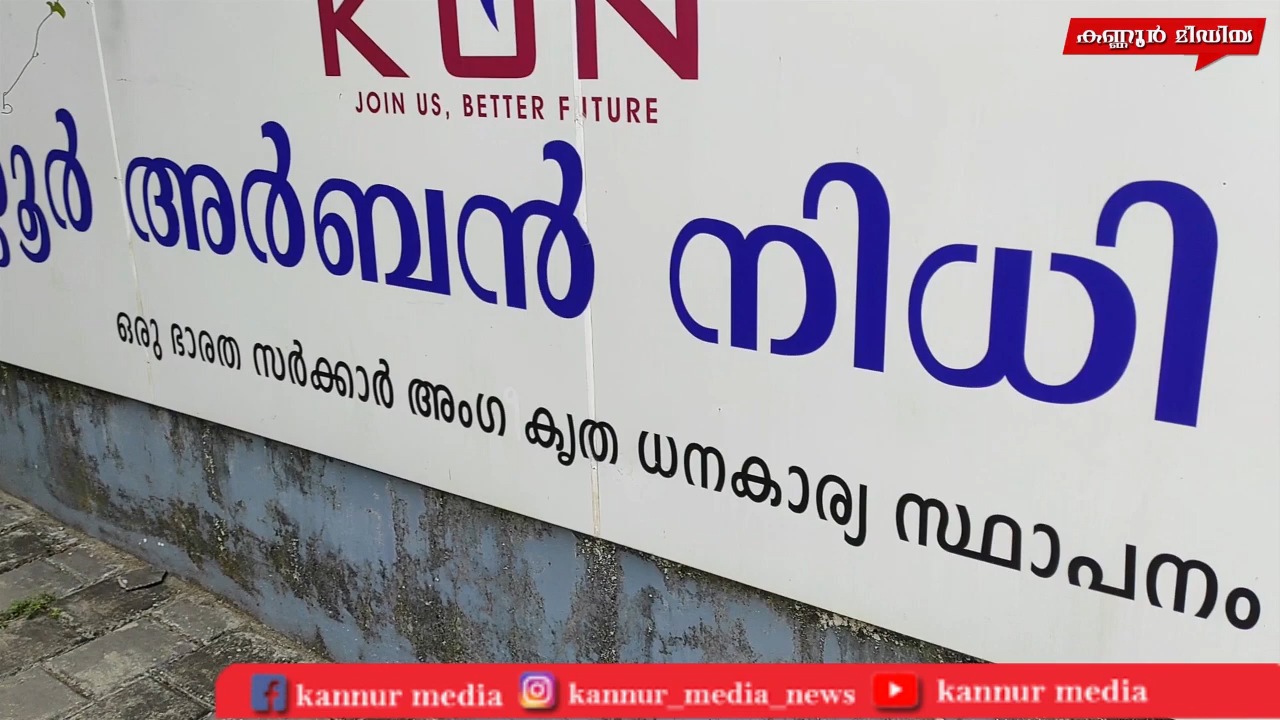 കണ്ണൂർ മീഡിയ
KUN
JOIN US, BETTER FUTURE
അർബൻ നിധി
ഒരു ഭാരത സർക്കാർ അംഗ കൃത ധനകാര്യ സ്ഥാപനം
kannur media kannur_media_news kannur media